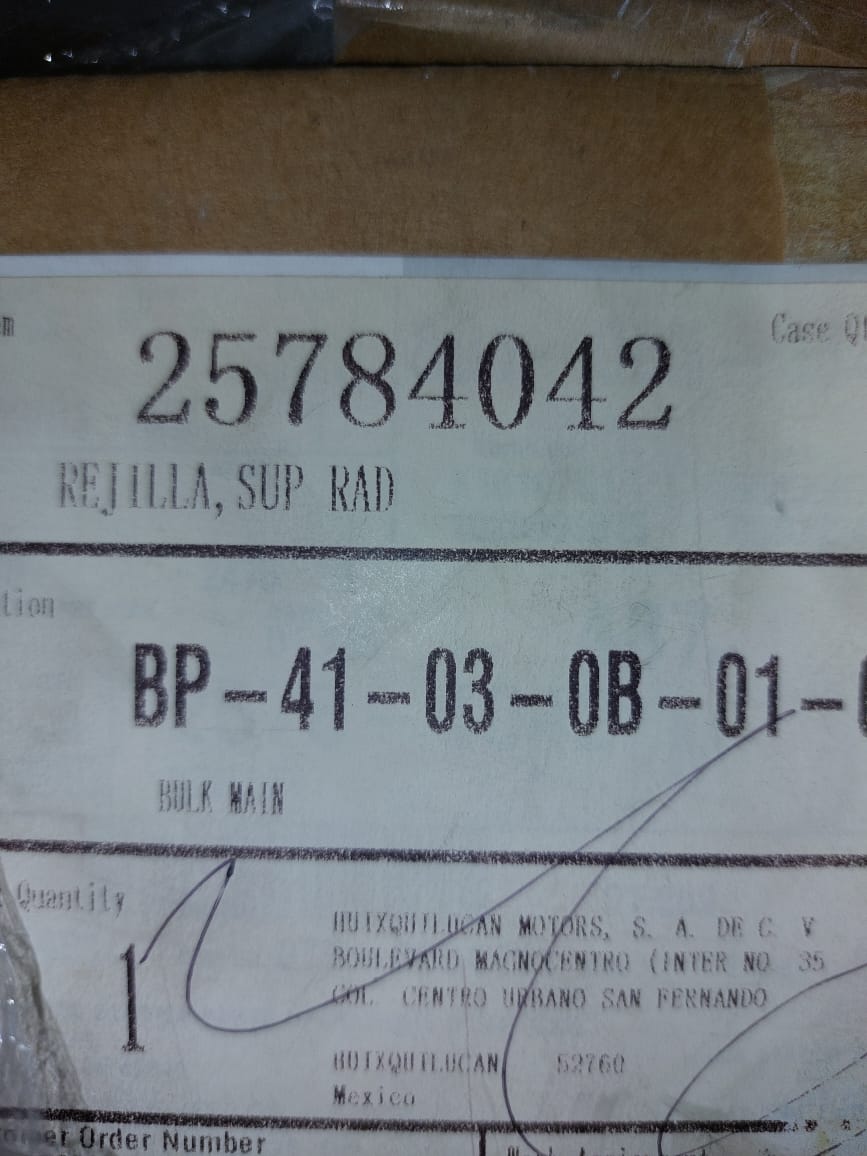 Case
25784042
REJILLA, SUP RAD
BP-41-03-0B-01-
BULK MAIN
Quantity
1
HUIXQUILUCAN MOTORS, S. A. DE C. V
BOULEVARD MAGNOCENTRO (INTER NO 35
COL. CENTRO URBANO SAN FERNANDO
HUIXQUILUCAN 52760
Mexico
Order Number